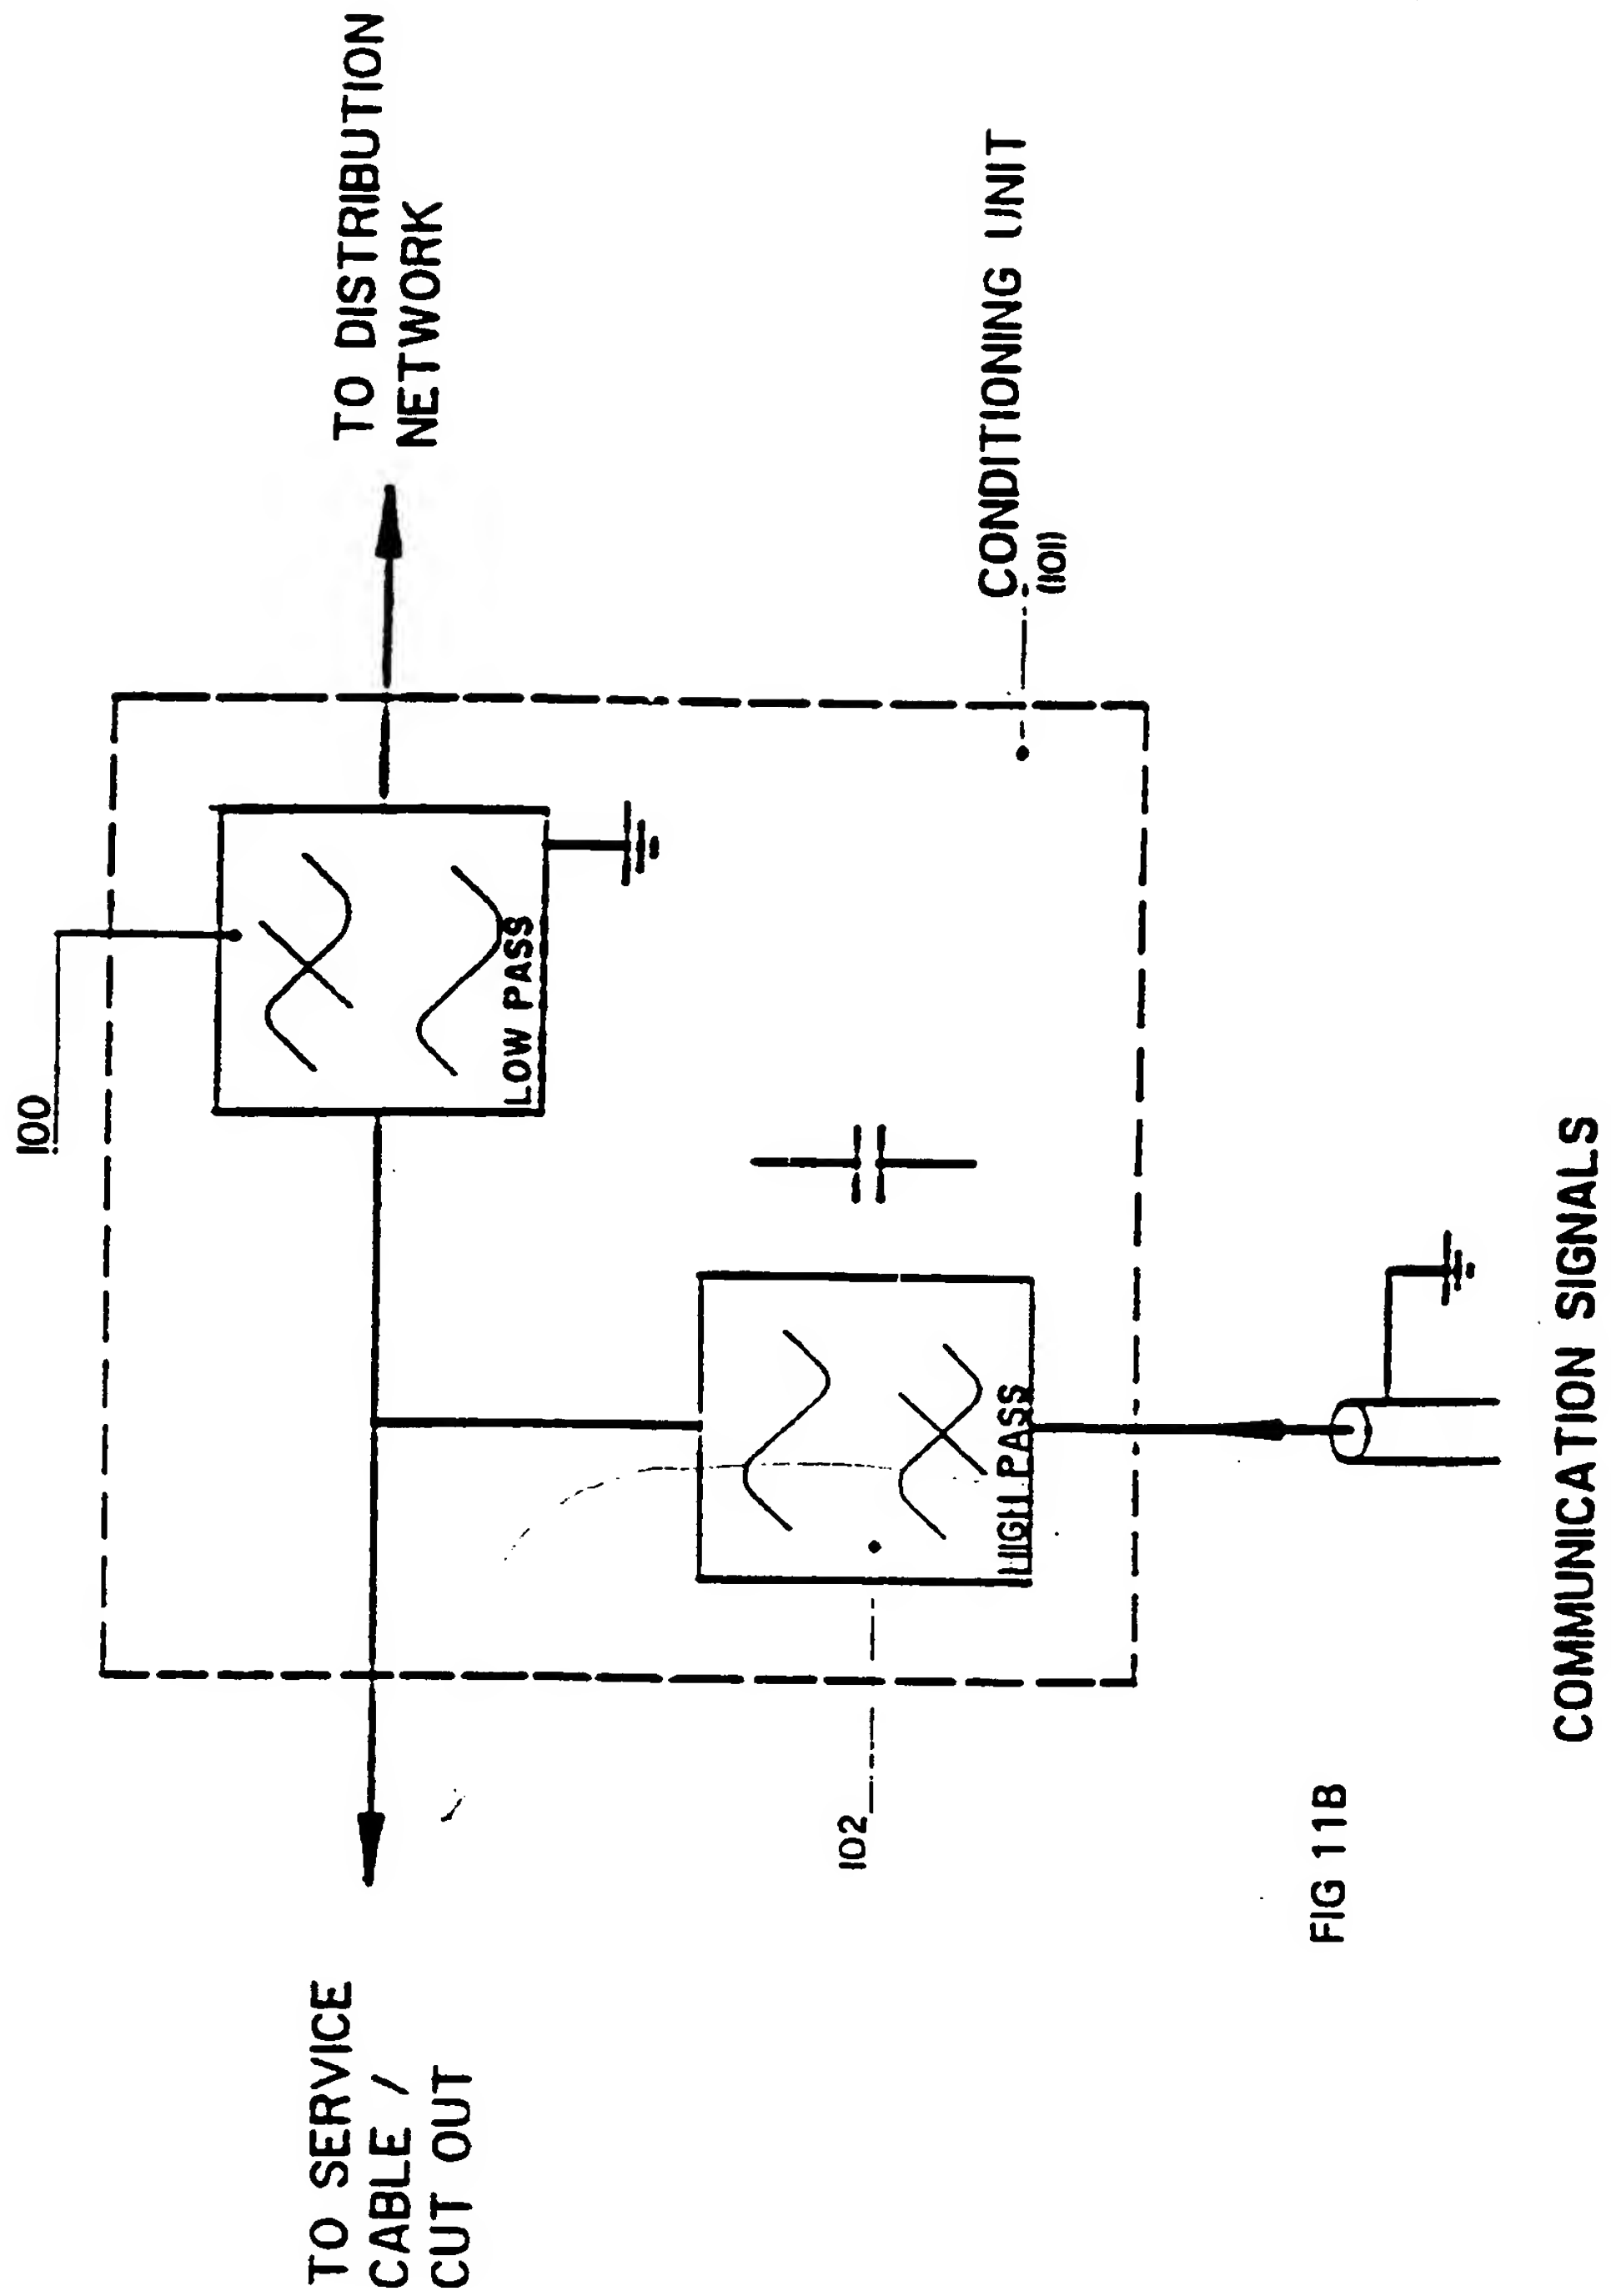 TO SERVICE
CABLE /
CUT OUT
100
TO DISTRIBUTION
NETWORK
LOW PASS
HIGH PASS
102
CONDITIONING UNIT
(101)
FIG 11B
COMMUNICATION SIGNALS